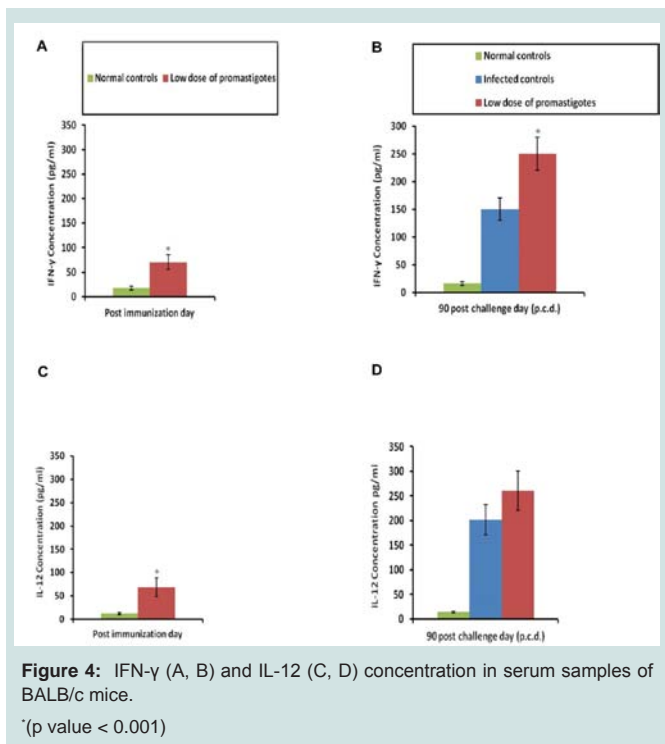 A
Normal controls Low dose of promastigotes
IFN-γ Concentration (pg/ml)
350
300
250
200
150
100
50
0
*
Post immunization day
B
Normal controls
Infected controls
Low dose of promastigotes
IFN-γ Concentration (pg/ml)
300
250
200
150
100
50
0
*
90 post challenge day (p.c.d.)
C
IL-12 Concentration (pg/ml)
350
300
250
200
150
100
50
0
*
Post immunization day
D
IL-12 Concentration pg/ml)
350
300
250
200
150
100
50
0
90 post challenge day (p.c.d.)
Figure 4: IFN-γ (A, B) and IL-12 (C, D) concentration in serum samples of
BALB/c mice.
*(p value < 0.001)